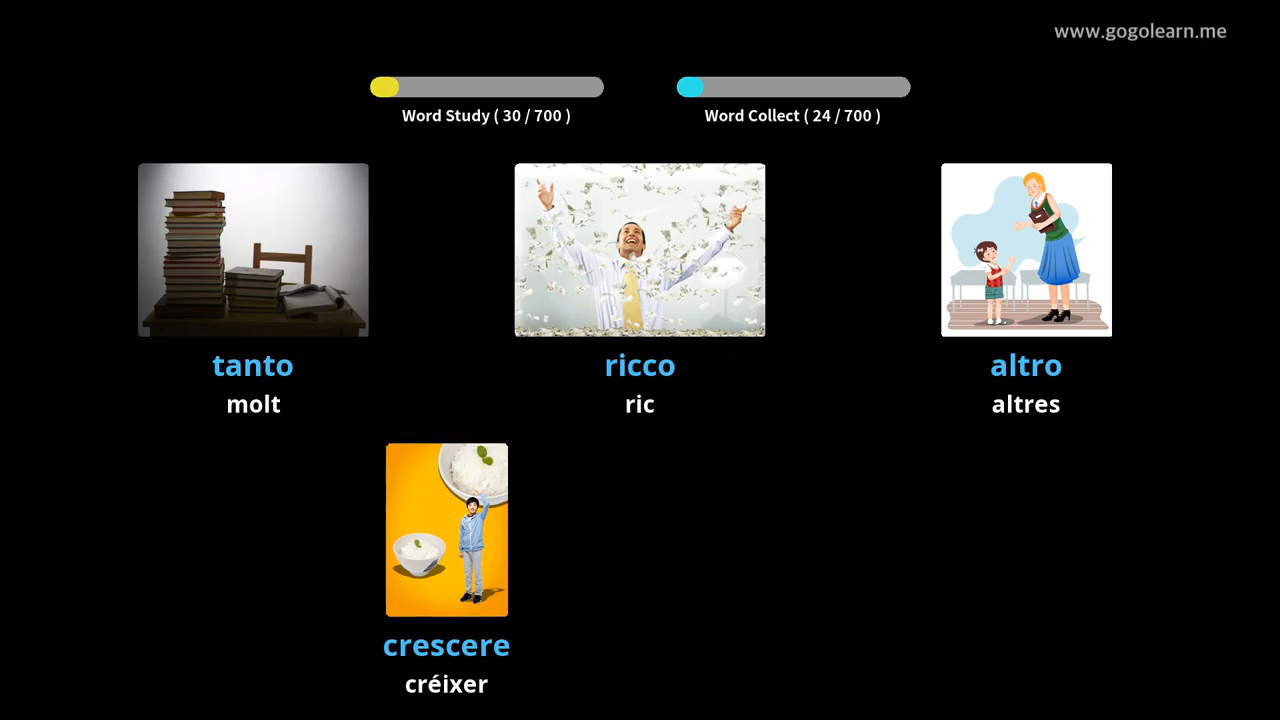 www.gogolearn.me
Word Study ( 30 / 700 )
Word Collect ( 24 / 700 )
tanto
molt
ricco
ric
altro
altres
crescere
créixer